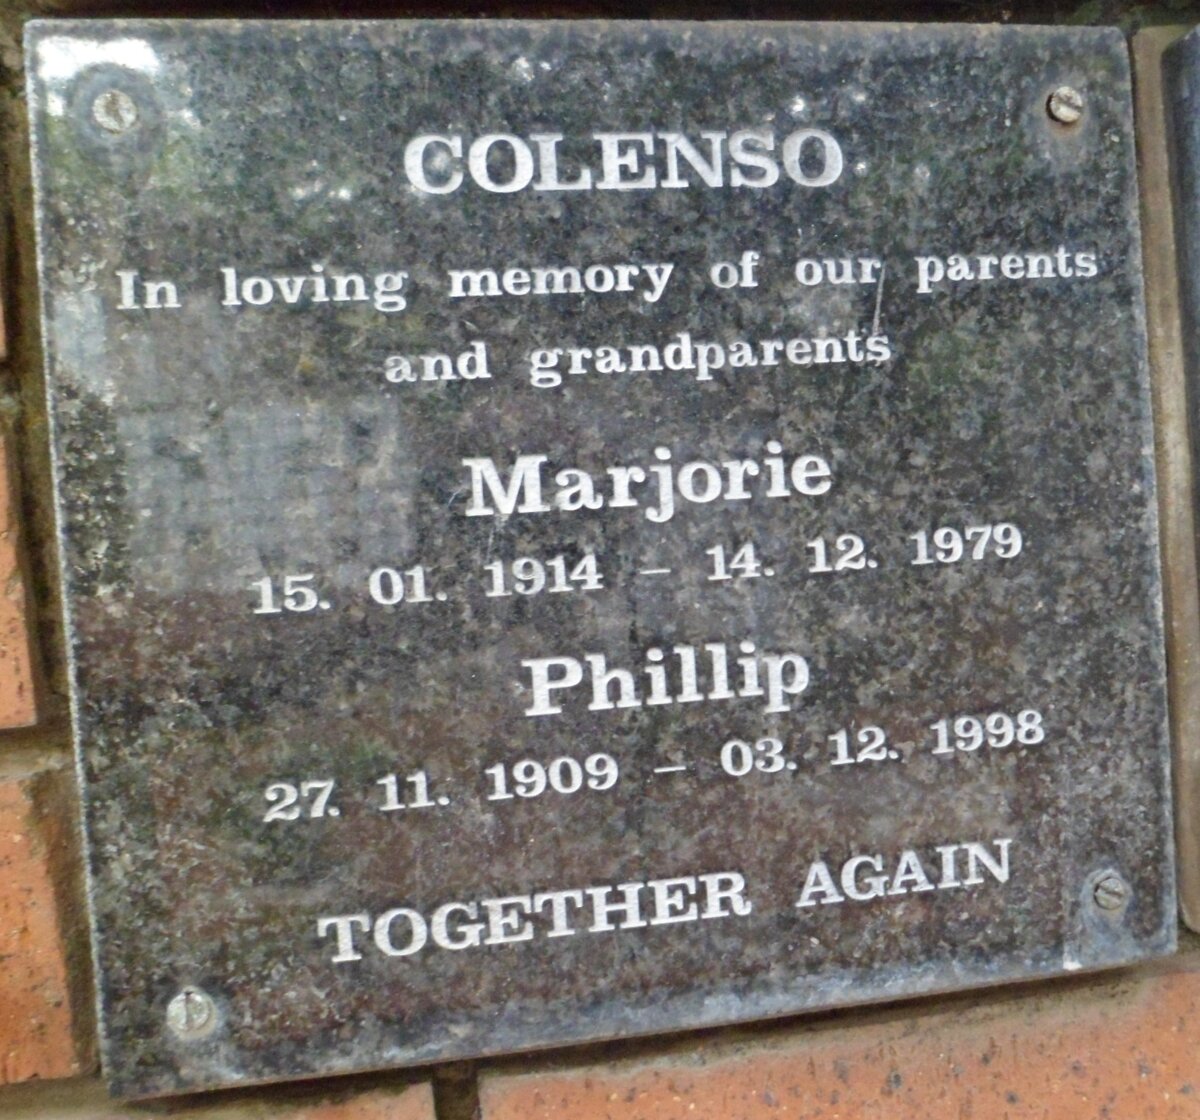 COLENSO
In loving memory of our parents
and grandparents
Marjorie
15. 01. 1914 – 14. 12. 1979
Phillip
27. 11. 1909 – 03. 12. 1998
TOGETHER AGAIN